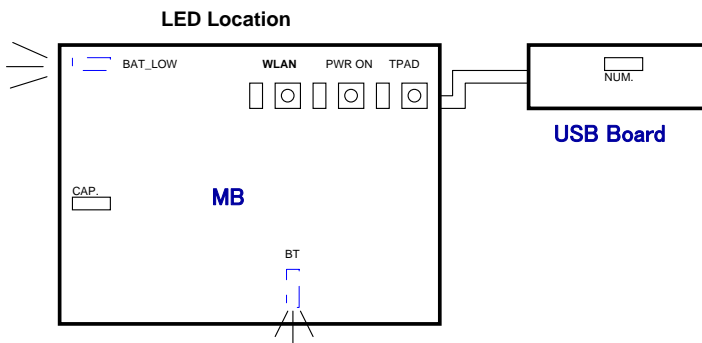 LED Location
BAT_LOW
WLAN
PWR ON
TPAD
NUM.
USB Board
CAP.
MB
BT